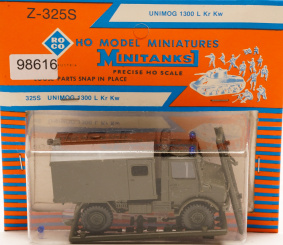 Z-325S
UNIMOG 1300 L Kr Kw
ROCO
HO MODEL MINIATURES
MINITANKS
PRECISE HO SCALE
98616
PARTS SNAP IN PLACE
325S UNIMOG 1300 L Kr Kw